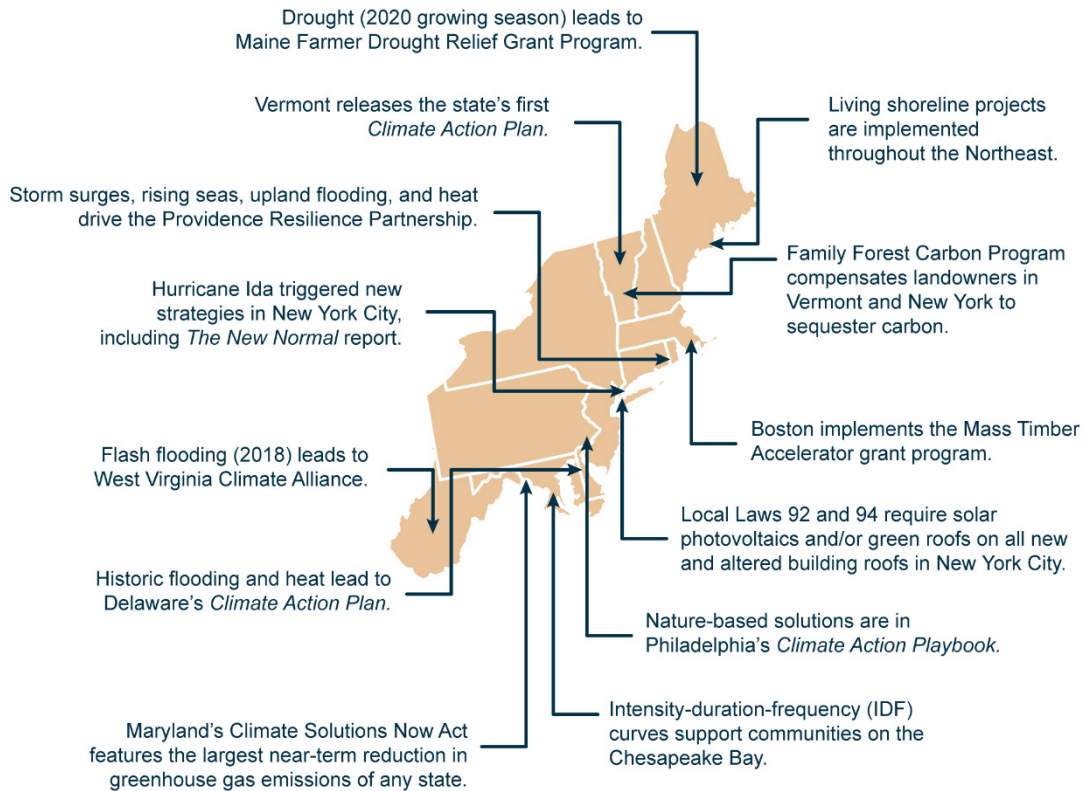 Drought (2020 growing season) leads to
Maine Farmer Drought Relief Grant Program.
Vermont releases the state’s first
Climate Action Plan.
Living shoreline projects
are implemented
throughout the Northeast.
Storm surges, rising seas, upland flooding, and heat
drive the Providence Resilience Partnership.
Family Forest Carbon Program
compensates landowners in
Vermont and New York to
sequester carbon.
Hurricane Ida triggered new
strategies in New York City,
including The New Normal report.
Boston implements the Mass Timber
Accelerator grant program.
Flash flooding (2018) leads to
West Virginia Climate Alliance.
Local Laws 92 and 94 require solar
photovoltaics and/or green roofs on all new
and altered building roofs in New York City.
Historic flooding and heat lead to
Delaware’s Climate Action Plan.
Nature-based solutions are in
Philadelphia’s Climate Action Playbook.
Intensity-duration-frequency (IDF)
curves support communities on the
Chesapeake Bay.
Maryland’s Climate Solutions Now Act
features the largest near-term reduction in
greenhouse gas emissions of any state.